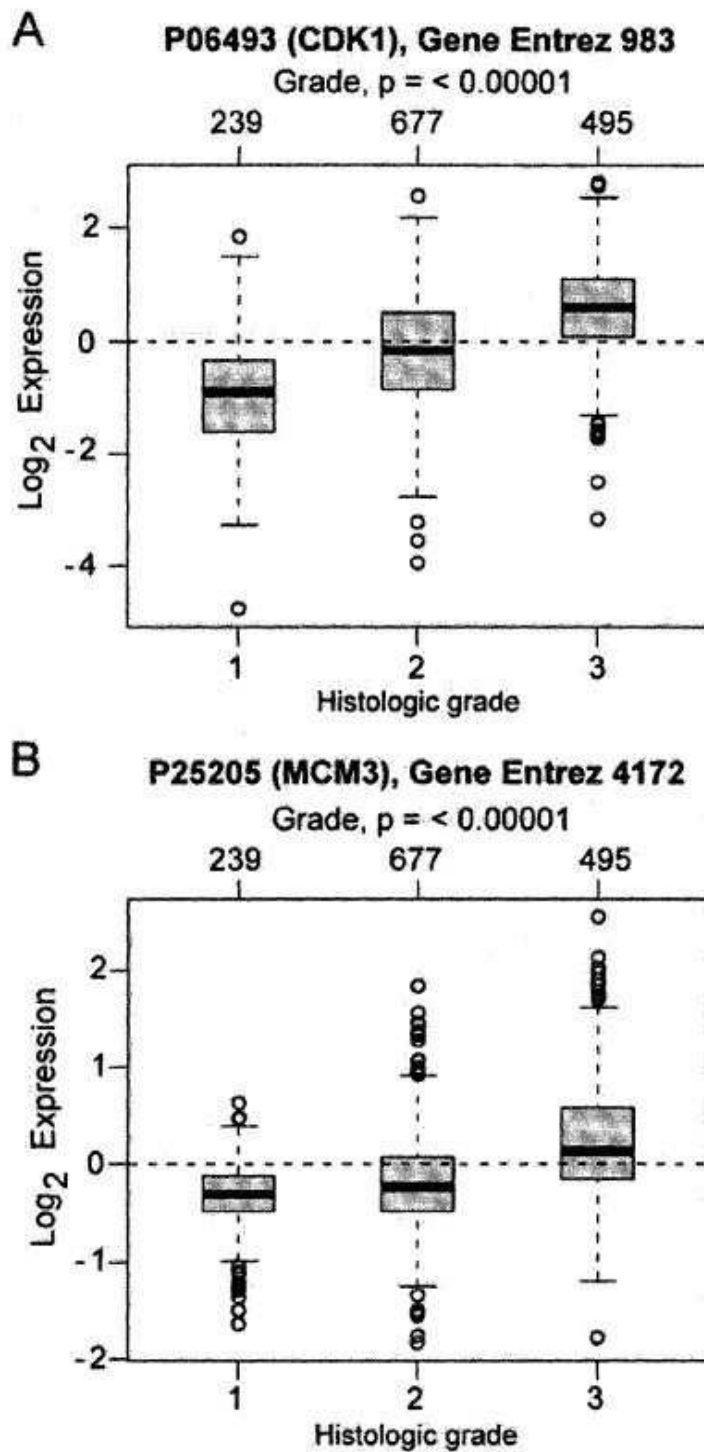 A
P06493 (CDK1), Gene Entrez 983
Grade, p = < 0.00001
239 677 495
2
0
-2
-4
Log2 Expression
1 2 3
Histologic grade
B
P25205 (MCM3), Gene Entrez 4172
Grade, p = < 0.00001
239 677 495
2
1
0
-1
-2
Log2 Expression
1 2 3
Histologic grade